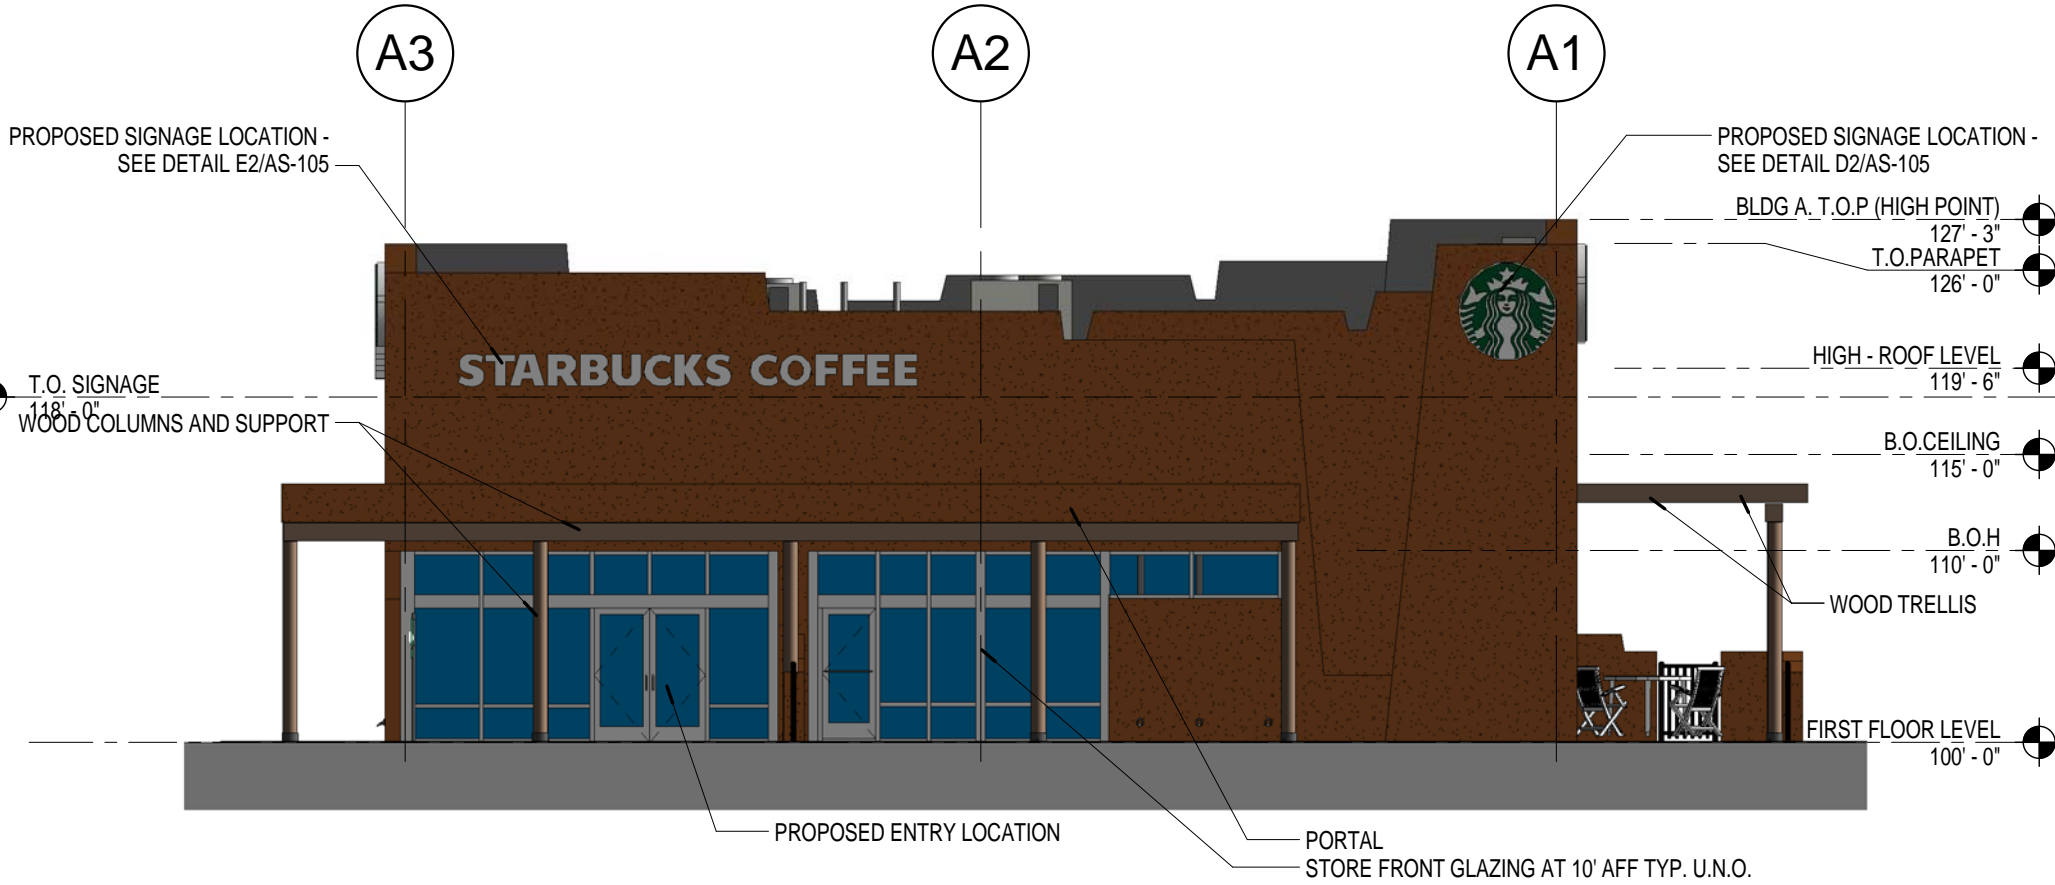 A3
A2
A1
PROPOSED SIGNAGE LOCATION -
SEE DETAIL E2/AS-105
PROPOSED SIGNAGE LOCATION -
SEE DETAIL D2/AS-105
BLDG A. T.O.P (HIGH POINT)
127' - 3"
T.O.PARAPET
126' - 0"
STARBUCKS COFFEE
HIGH - ROOF LEVEL
119' - 6"
T.O. SIGNAGE
118' - 0"
WOOD COLUMNS AND SUPPORT
B.O.CEILING
115' - 0"
B.O.H
110' - 0"
WOOD TRELLIS
FIRST FLOOR LEVEL
100' - 0"
PROPOSED ENTRY LOCATION
PORTAL
STORE FRONT GLAZING AT 10' AFF TYP. U.N.O.